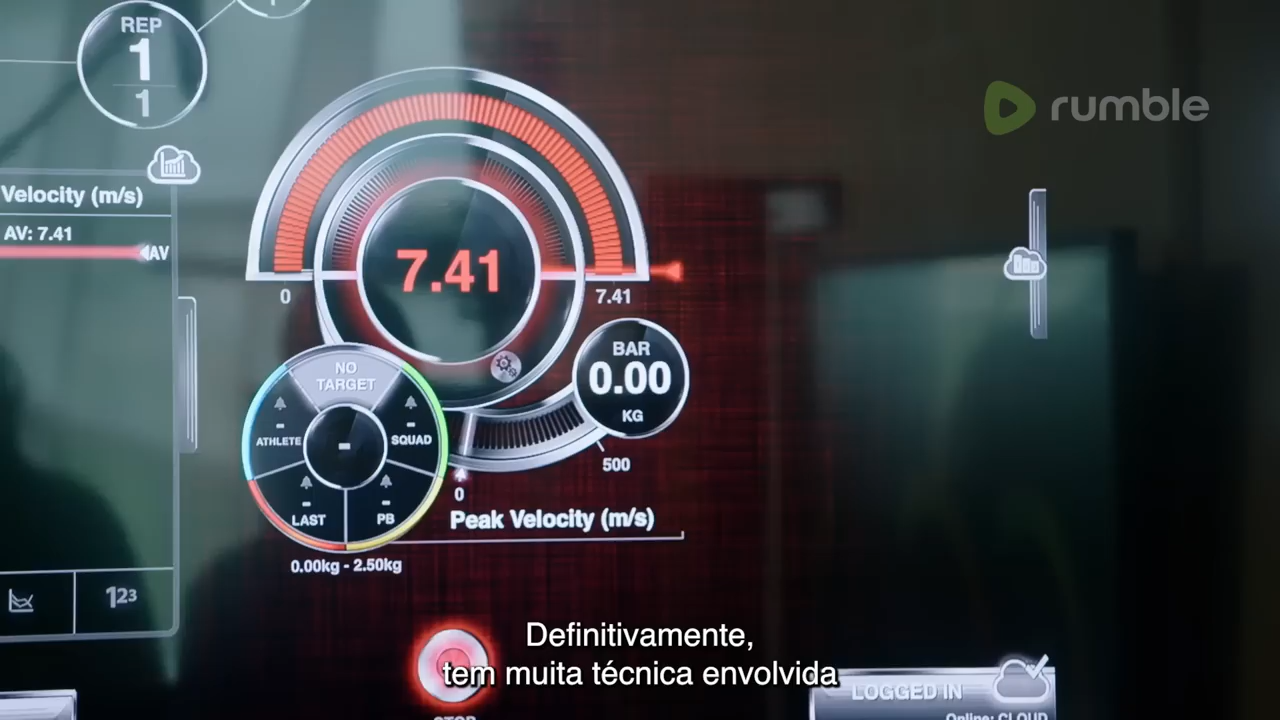 REP
1
1
rumble
Velocity (m/s)
AV: 7.41
AV
7.41
0
7.41
BAR
0.00
KG
NO
TARGET
-
ATHLETE
-
SQUAD
-
-
LAST
-
PB
500
0
Peak Velocity (m/s)
0.00kg - 2.50kg
123
Definitivamente,
tem muita técnica envolvida
LOGGED IN
Online: CLOUD
STOP